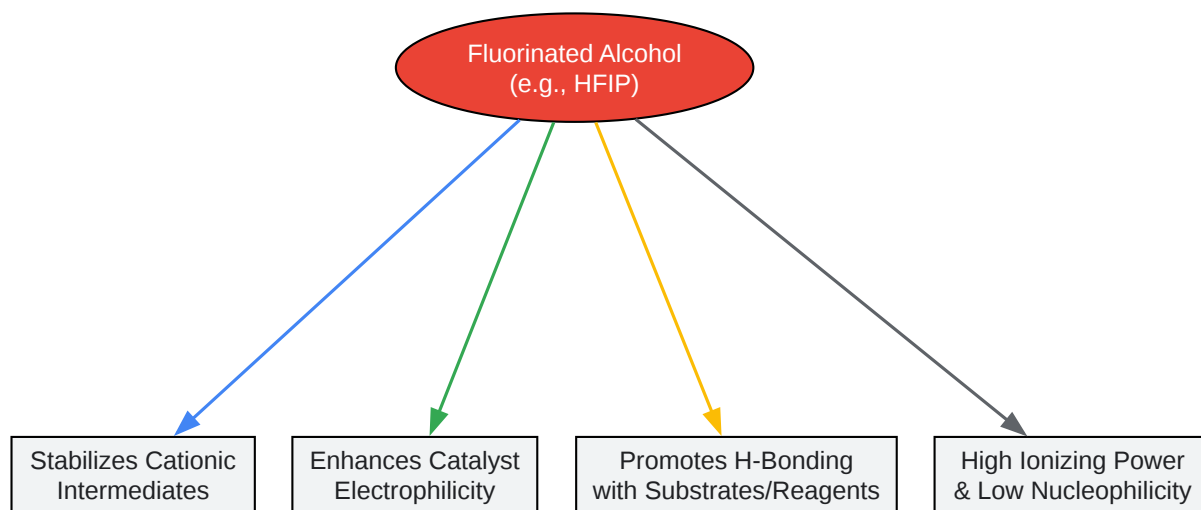 Fluorinated Alcohol
(e.g., HFIP)
Stabilizes Cationic
Intermediates
Enhances Catalyst
Electrophilicity
Promotes H-Bonding
with Substrates/Reagents
High Ionizing Power
& Low Nucleophilicity